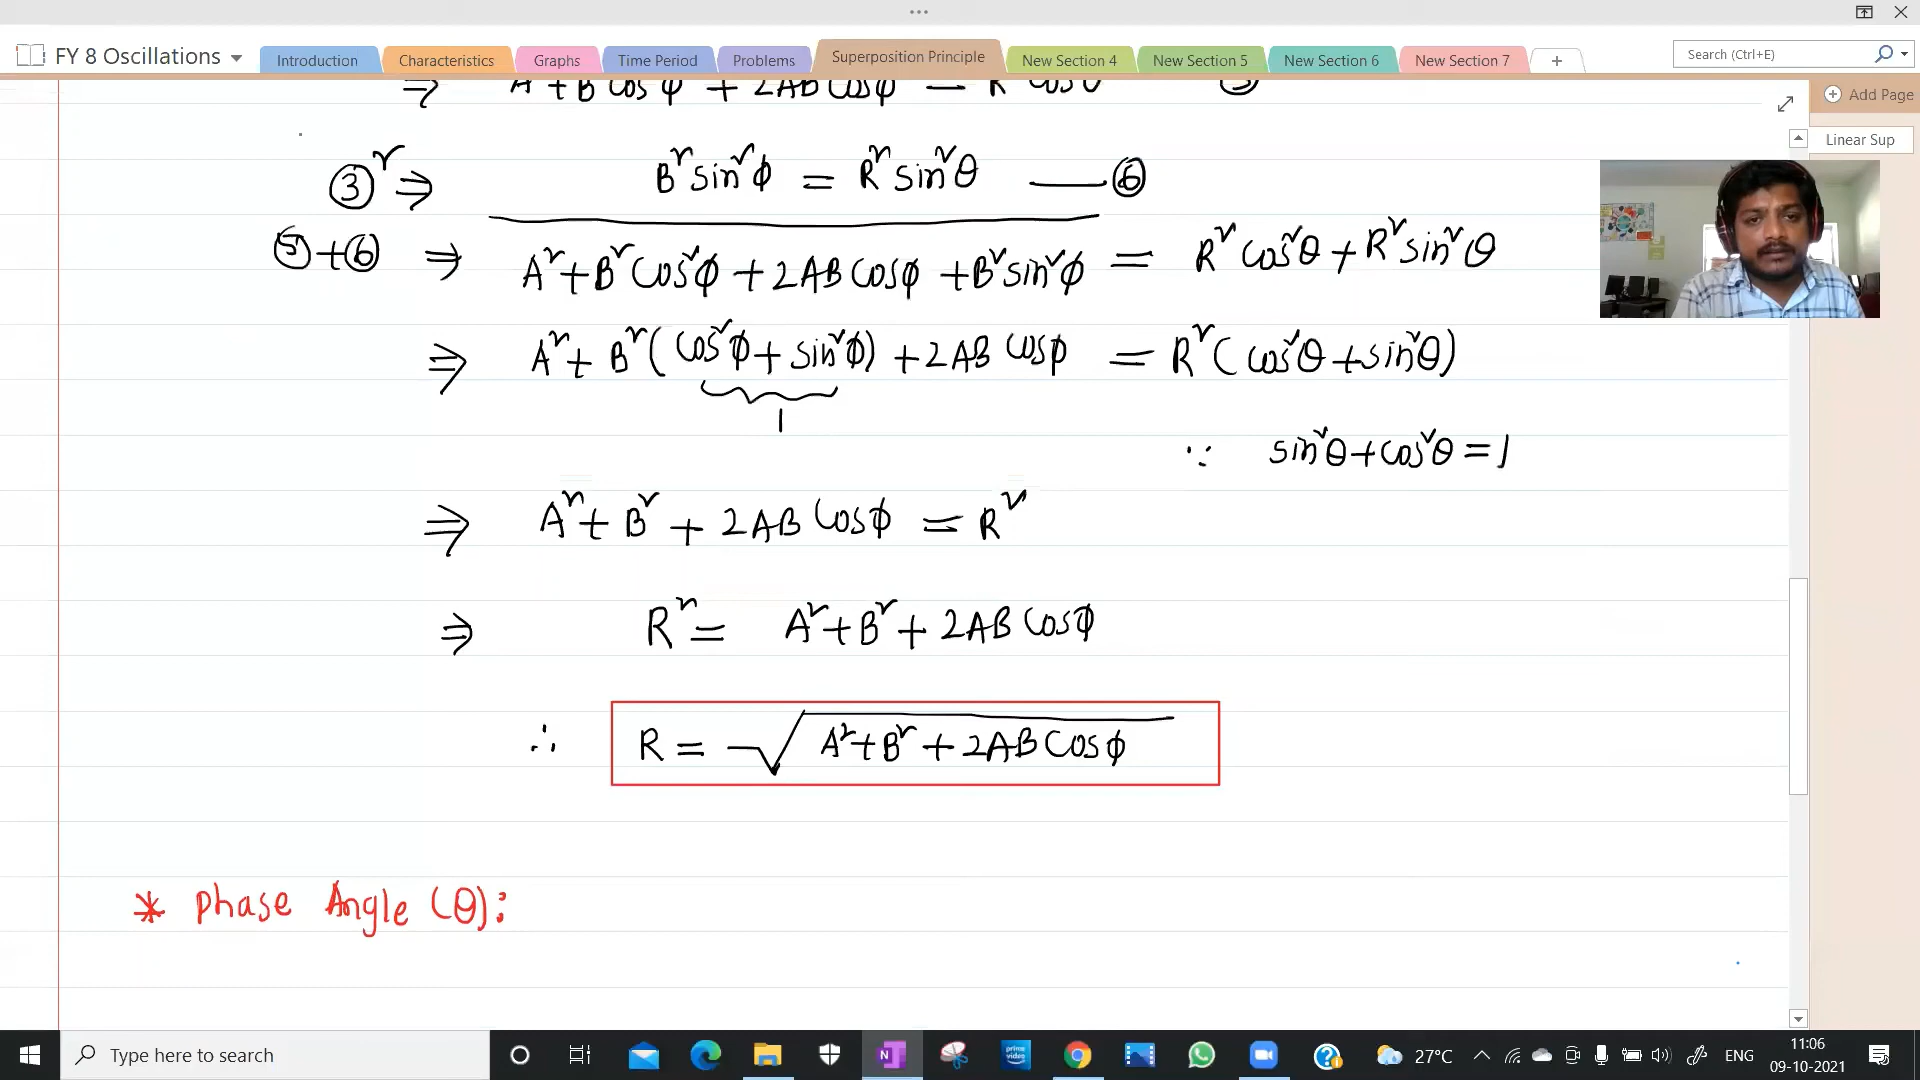 FY 8 Oscillations
Introduction
Characteristics
Graphs
Time Period
Problems
Superposition Principle
New Section 4
New Section 5
New Section 6
New Section 7
Search (Ctrl+E)
Add Page
Linear Sup
③² ⇒ B² sin²ϕ = R² sin²θ —— ⑥
⑤+⑥ ⇒ A² + B² Cos²ϕ + 2AB Cosϕ + B² sin²ϕ = R² Cos²θ + R² sin²θ
⇒ A² + B² (Cos²ϕ + sin²ϕ) + 2AB Cosϕ = R² (Cos²θ + sin²θ)
1
∵ sin²θ + Cos²θ = 1
⇒ A² + B² + 2AB Cosϕ = R²
⇒ R² = A² + B² + 2AB Cosϕ
∴ R = √(A² + B² + 2AB Cosϕ)
* Phase Angle (θ):
Type here to search
prime video
27°C
ENG
11:06
09-10-2021